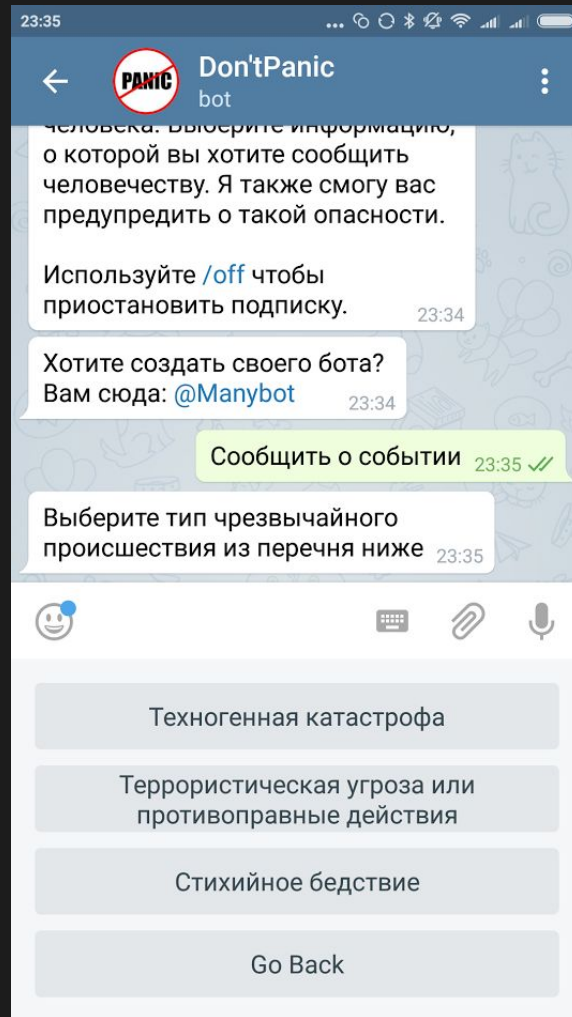 23:35
PANIC
Don'tPanic
bot
человека. Выберите информацию,
о которой вы хотите сообщить
человечеству. Я также смогу вас
предупредить о такой опасности.
Используйте /off чтобы
приостановить подписку. 23:34
Хотите создать своего бота?
Вам сюда: @Manybot 23:34
Сообщить о событии 23:35
Выберите тип чрезвычайного
происшествия из перечня ниже 23:35
Техногенная катастрофа
Террористическая угроза или
противоправные действия
Стихийное бедствие
Go Back